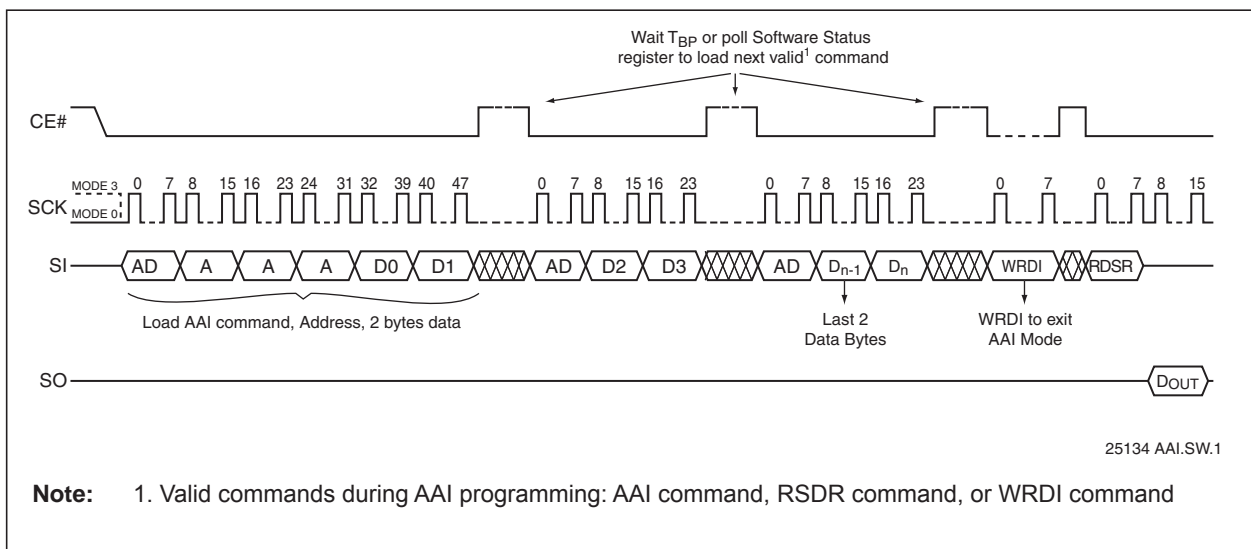 Wait TBP or poll Software Status
register to load next valid1 command
CE#
MODE 3
0 7 8 15 16 23 24 31 32 39 40 47 0 7 8 15 16 23 0 7 8 15 16 23 0 7 0 7 8 15
SCK
MODE 0
SI
AD A A A D0 D1 AD D2 D3 AD Dn-1 Dn WRDI RDSR
Load AAI command, Address, 2 bytes data
Last 2
Data Bytes
WRDI to exit
AAI Mode
SO
DOUT
25134 AAI.SW.1
Note: 1. Valid commands during AAI programming: AAI command, RSDR command, or WRDI command